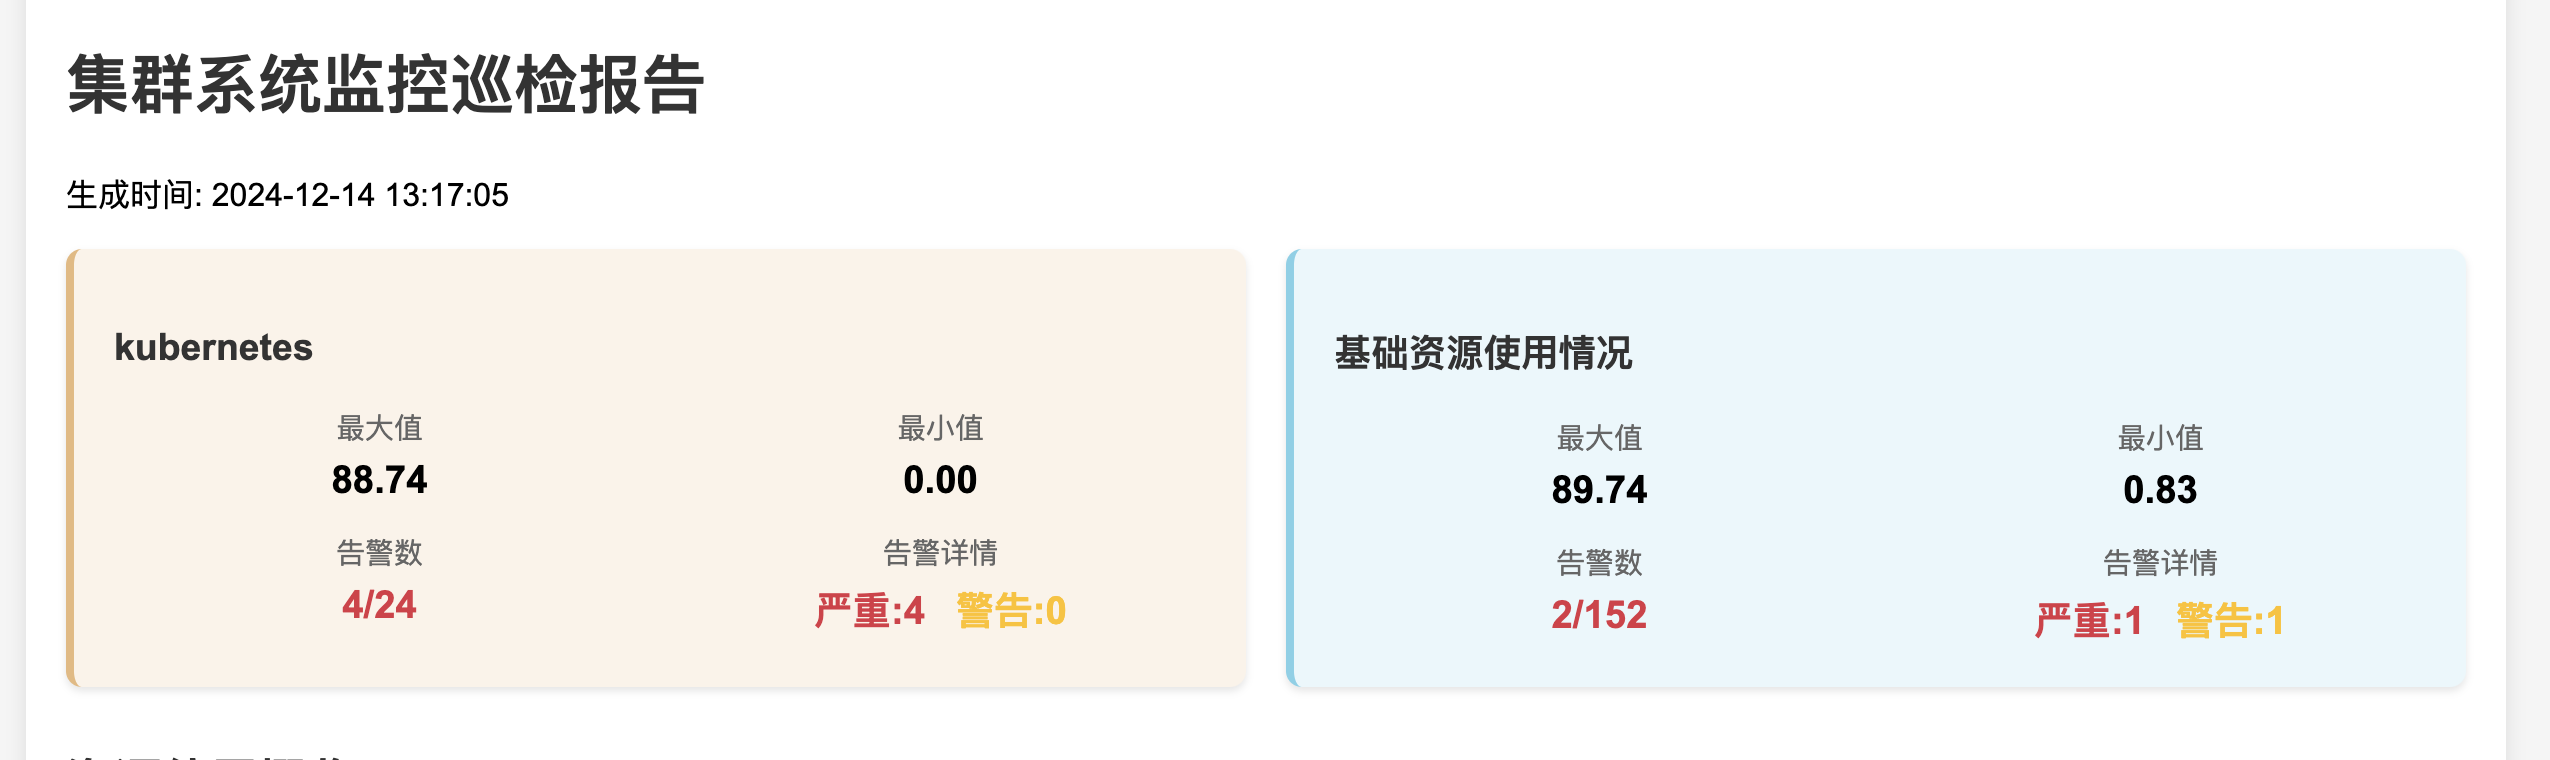 集群系统监控巡检报告
生成时间: 2024-12-14 13:17:05
kubernetes
最大值 最小值
88.74 0.00
告警数 告警详情
4/24 严重:4 警告:0
基础资源使用情况
最大值 最小值
89.74 0.83
告警数 告警详情
2/152 严重:1 警告:1